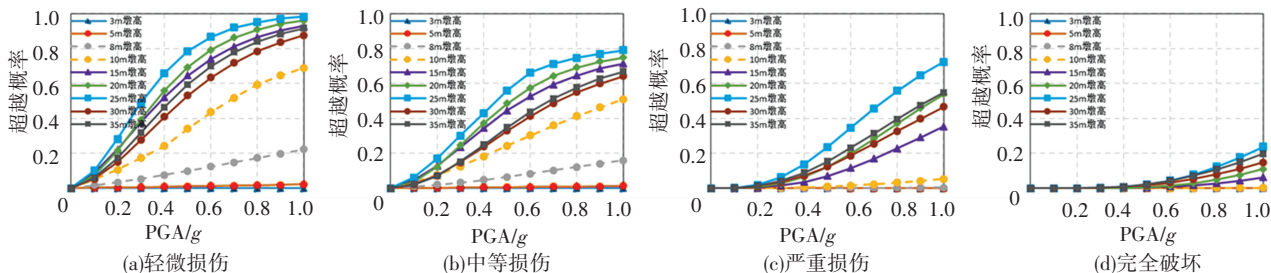 超越概率
1.0
0.8
0.6
0.4
0.2
0
0.2
0.4
0.6
0.8
1.0
3m墩高
5m墩高
8m墩高
10m墩高
15m墩高
20m墩高
25m墩高
30m墩高
35m墩高
PGA/g
(a)轻微损伤
超越概率
1.0
0.8
0.6
0.4
0.2
0
0.2
0.4
0.6
0.8
1.0
3m墩高
5m墩高
8m墩高
10m墩高
15m墩高
20m墩高
25m墩高
30m墩高
35m墩高
PGA/g
(b)中等损伤
超越概率
1.0
0.8
0.6
0.4
0.2
0
0.2
0.4
0.6
0.8
1.0
3m墩高
5m墩高
8m墩高
10m墩高
15m墩高
20m墩高
25m墩高
30m墩高
35m墩高
PGA/g
(c)严重损伤
超越概率
1.0
0.8
0.6
0.4
0.2
0
0.2
0.4
0.6
0.8
1.0
3m墩高
5m墩高
8m墩高
10m墩高
15m墩高
20m墩高
25m墩高
30m墩高
35m墩高
PGA/g
(d)完全破坏